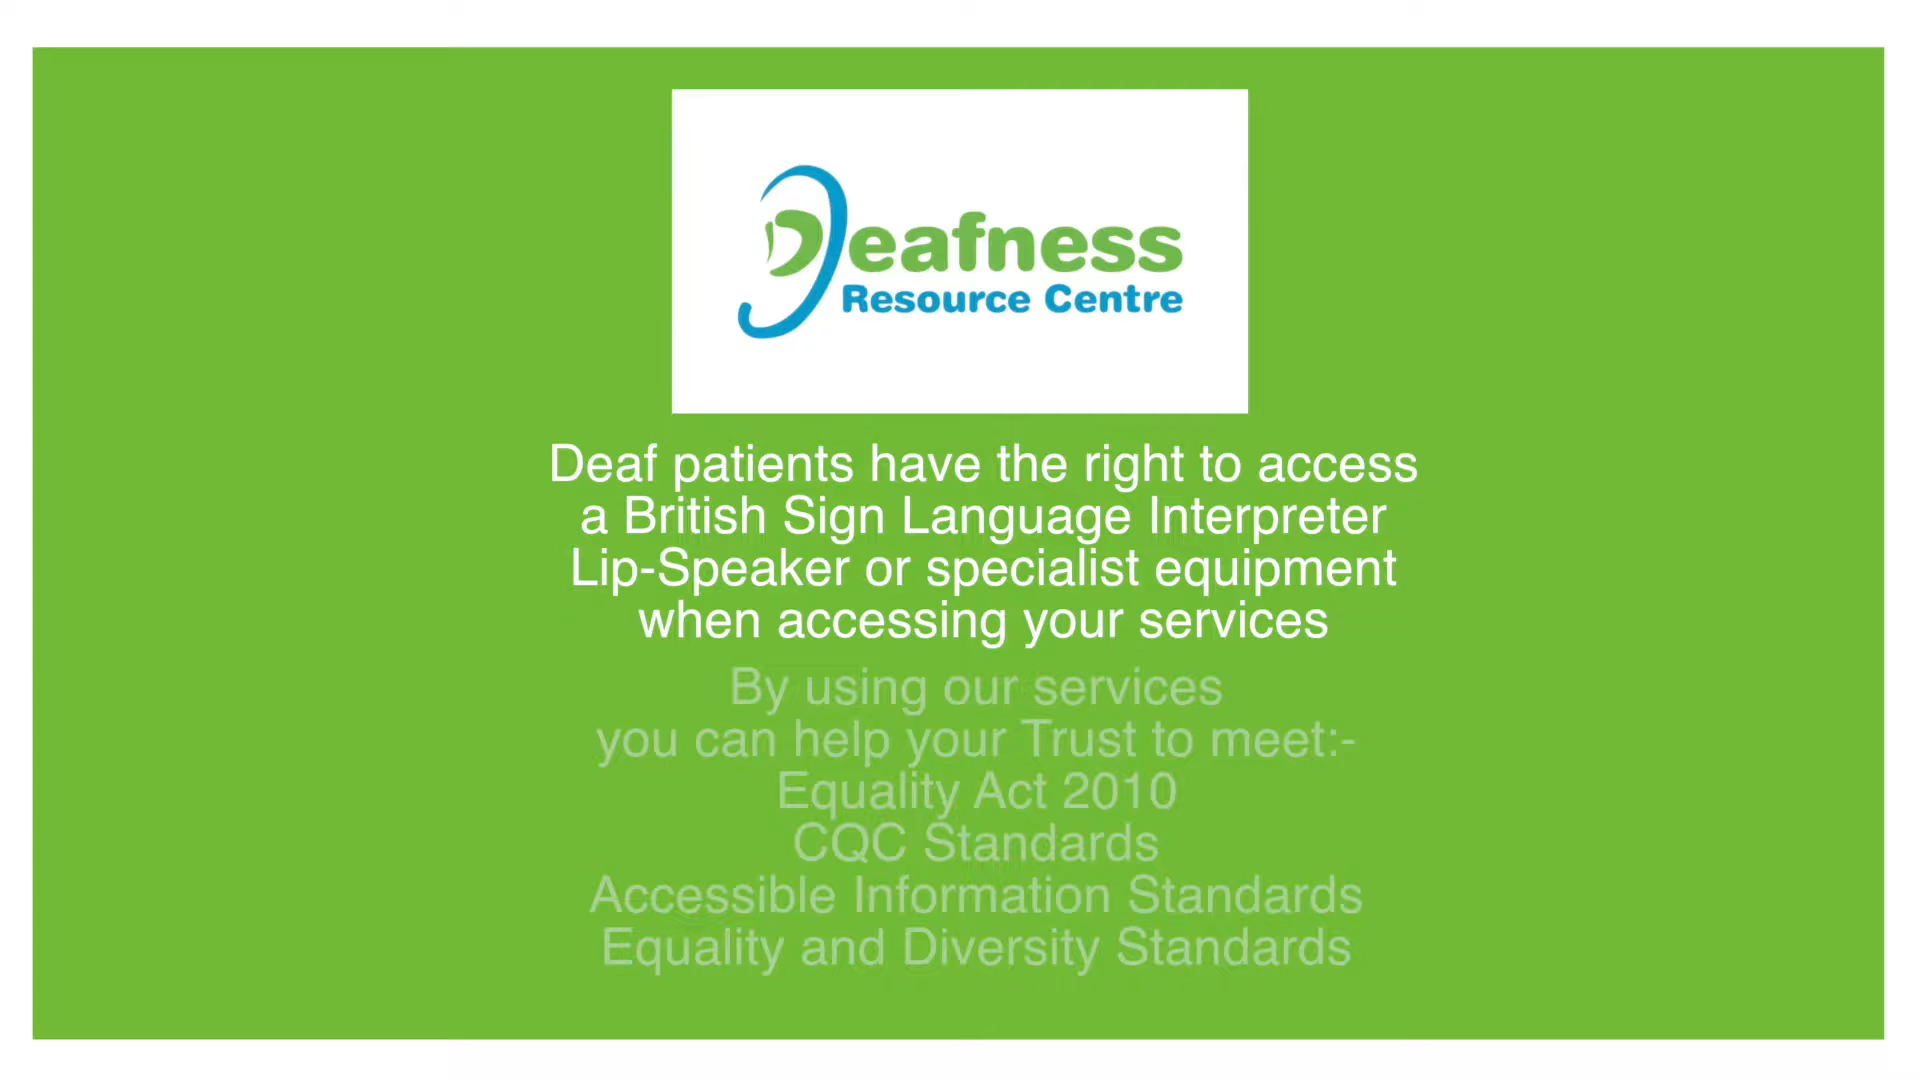 Deafness
Resource Centre
Deaf patients have the right to access
a British Sign Language Interpreter
Lip-Speaker or specialist equipment
when accessing your services
By using our services
you can help your Trust to meet:-
Equality Act 2010
CQC Standards
Accessible Information Standards
Equality and Diversity Standards